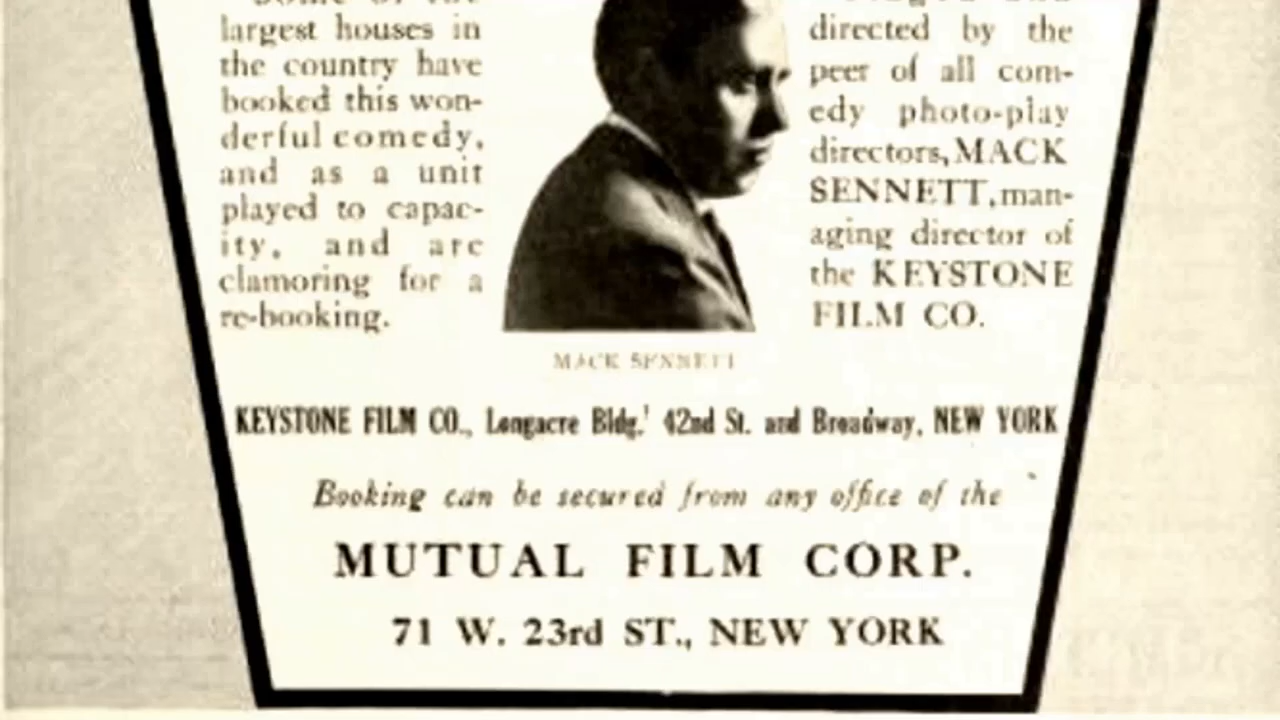 largest houses in
the country have
booked this won-
derful comedy,
and as a unit
played to capac-
ity, and are
clamoring for a
re-booking.
directed by the
peer of all com-
edy photo-play
directors, MACK
SENNETT, man-
aging director of
the KEYSTONE
FILM CO.
MACK SENNETT
KEYSTONE FILM CO., Longacre Bldg.' 42nd St. and Broadway, NEW YORK
Booking can be secured from any office of the
MUTUAL FILM CORP.
71 W. 23rd ST., NEW YORK